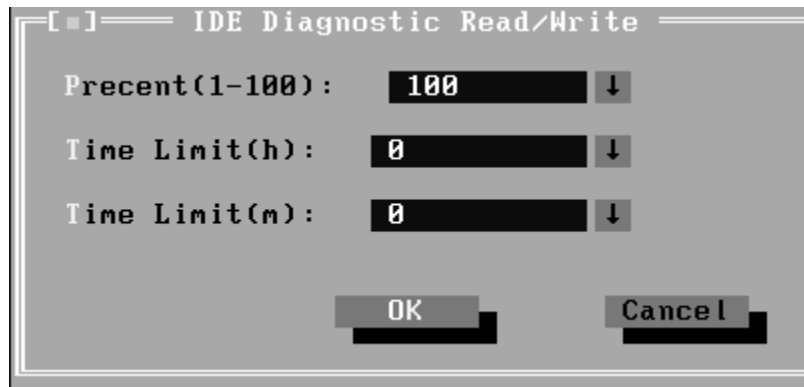 [■] IDE Diagnostic Read/Write
Precent(1-100): 100 ↓
Time Limit(h): 0 ↓
Time Limit(m): 0 ↓
OK Cancel